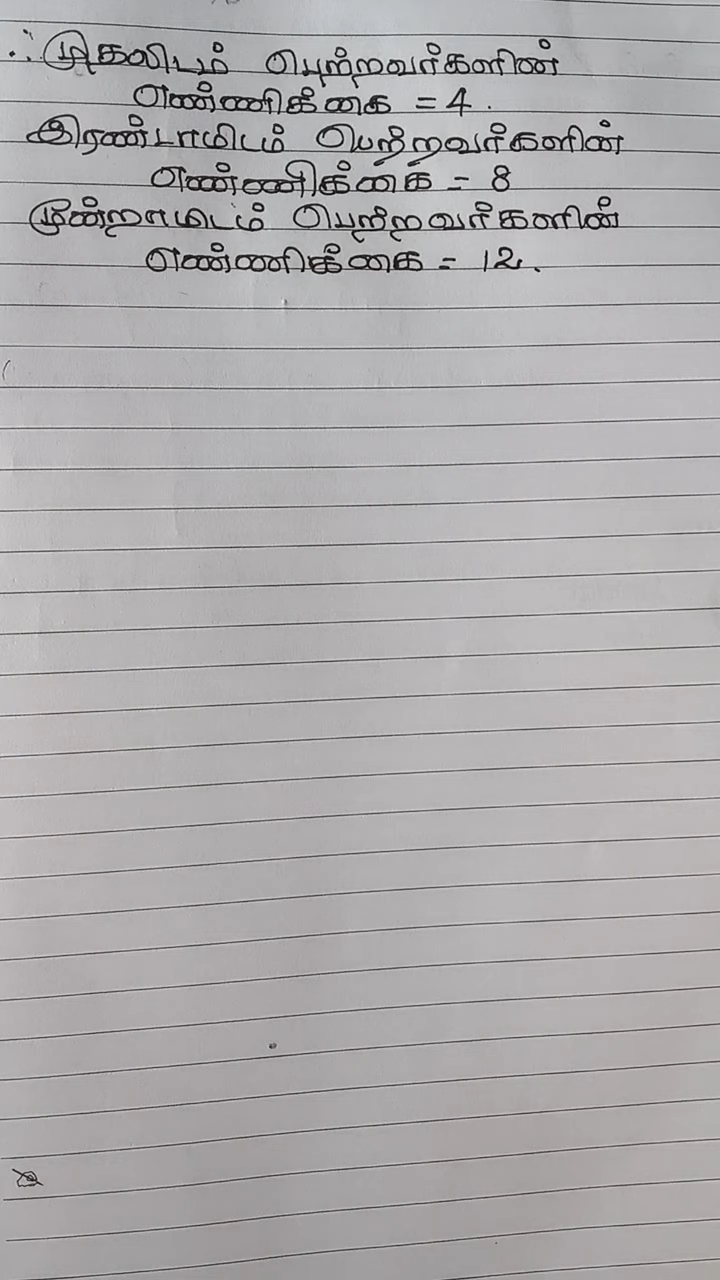 ∴ முதலிடம் பெற்றவர்களின்
எண்ணிக்கை = 4.
இரண்டாமிடம் பெற்றவர்களின்
எண்ணிக்கை = 8
மூன்றாமிடம் பெற்றவர்களின்
எண்ணிக்கை = 12.